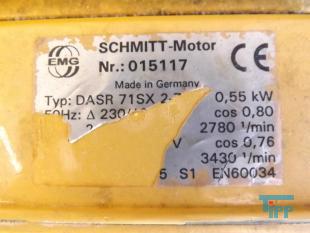 EMG
SCHMITT-Motor
CE
Nr.: 015117
Made in Germany
Typ: DASR 71SX 2 0,55 kW
50Hz: Δ 230/ cos 0,80
2780 1/min
V cos 0,76
3430 1/min
5 S1 EN60034
TIPP